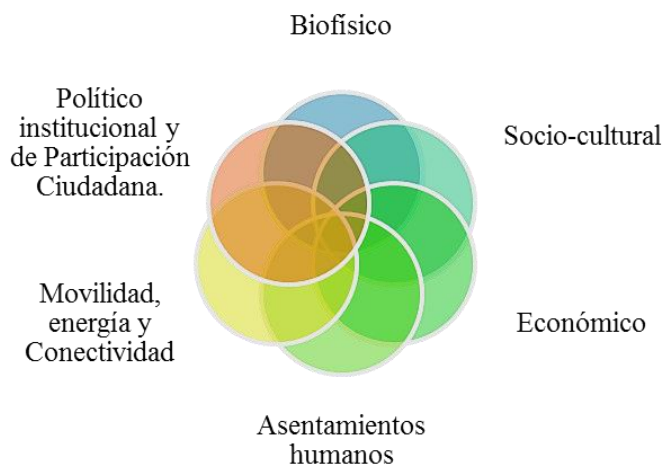 Biofísico
Político
institucional y
de Participación
Ciudadana.
Socio-cultural
Movilidad,
energía y
Conectividad
Económico
Asentamientos
humanos